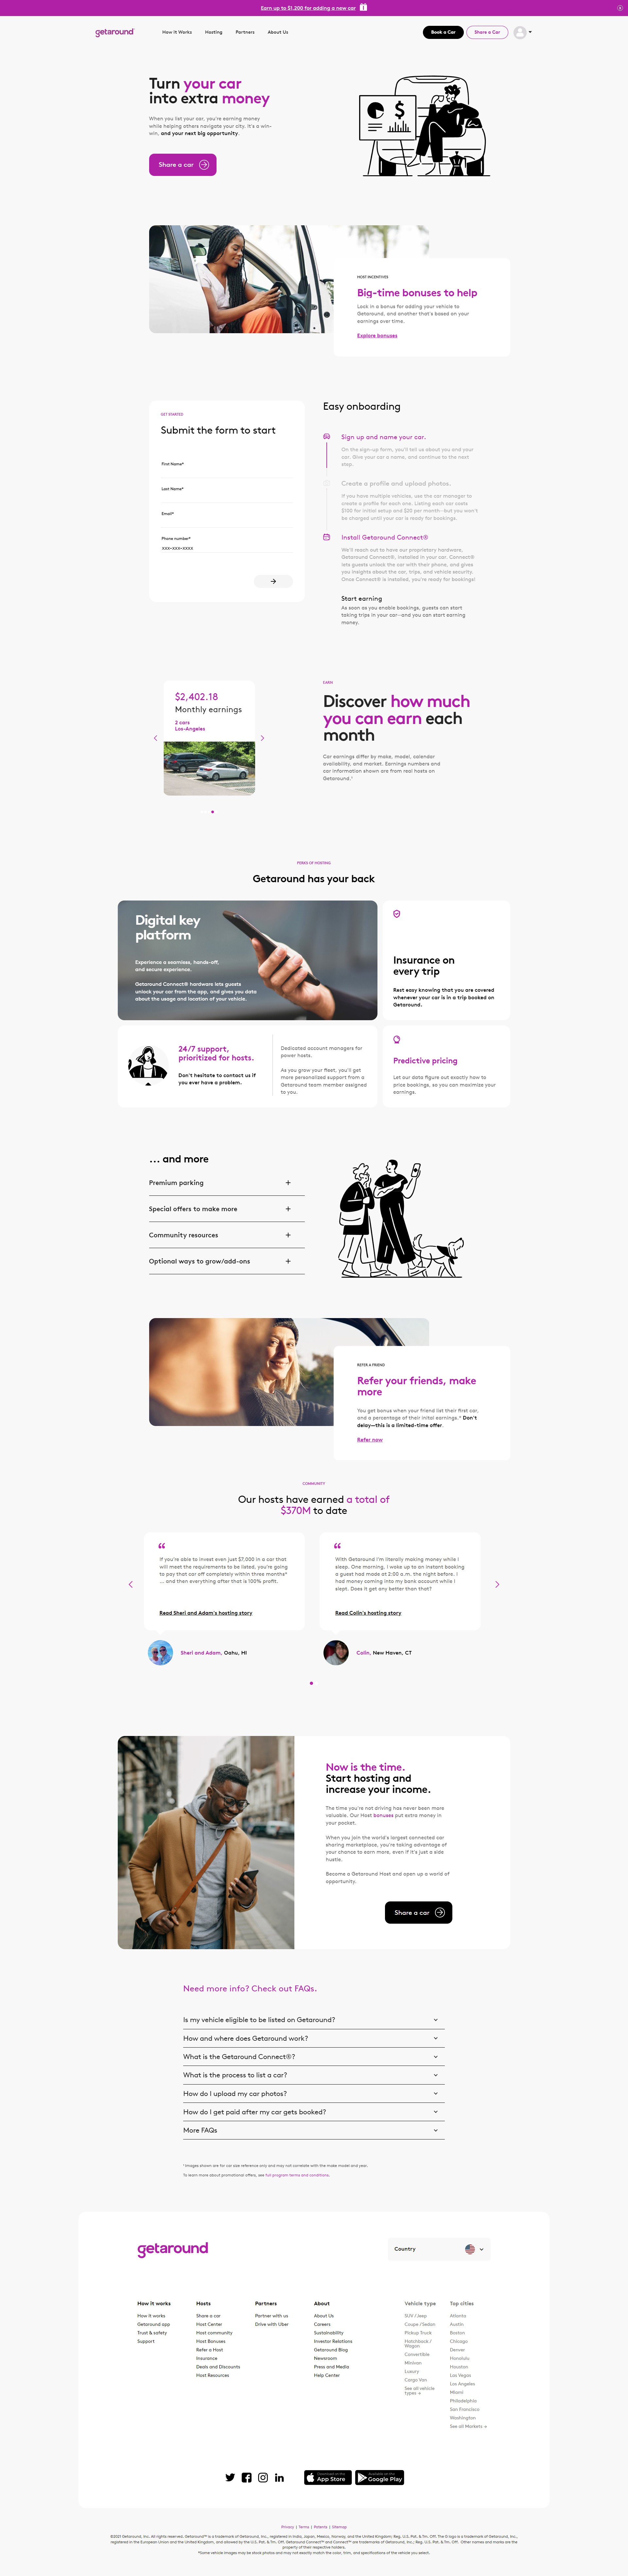 Earn up to $1,200 for adding a new car
getaround
How it Works
Hosting
Partners
About Us
Book a Car
Share a Car
Turn your car
into extra money
When you list your car, you're earning money
while helping others navigate your city. It's a win-
win, and your next big opportunity.
Share a car
HOST INCENTIVES
Big-time bonuses to help
Lock in a bonus for adding your vehicle to
Getaround, and another that's based on your
earnings over time.
Explore bonuses
GET STARTED
Submit the form to start
First Name*
Last Name*
Email*
Phone number*
XXX-XXX-XXXX
Easy onboarding
Sign up and name your car.
On the sign-up form, you'll tell us about you and your
car. Give your car a name, and continue to the next
step.
Create a profile and upload photos.
If you have multiple vehicles, use the car manager to
create a profile for each one. Listing each car costs
$100 for initial setup and $20 per month—but you won't
be charged until your car is ready for bookings.
Install Getaround Connect®
We'll reach out to have our proprietary hardware,
Getaround Connect®, installed in your car. Connect®
lets guests unlock the car with their phone, and gives
you insights about the car, trips, and vehicle security.
Once Connect® is installed, you're ready for bookings!
Start earning
As soon as you enable bookings, guests can start
taking trips in your car—and you can start earning
money.
$2,402.18
Monthly earnings
2 cars
Los-Angeles
EARN
Discover how much
you can earn each
month
Car earnings differ by make, model, calendar
availability, and market. Earnings numbers and
car information shown are from real hosts on
Getaround.¹
PERKS OF HOSTING
Getaround has your back
Digital key
platform
Experience a seamless, hands-off,
and secure experience.
Getaround Connect® hardware lets guests
unlock your car from the app, and gives you data
about the usage and location of your vehicle.
Insurance on
every trip
Rest easy knowing that you are covered
whenever your car is in a trip booked on
Getaround.
24/7 support,
prioritized for hosts.
Don't hesitate to contact us if
you ever have a problem.
Dedicated account managers for
power hosts.
As you grow your fleet, you'll get
more personalized support from a
Getaround team member assigned
to you.
Predictive pricing
Let our data figure out exactly how to
price bookings, so you can maximize your
earnings.
... and more
Premium parking
Special offers to make more
Community resources
Optional ways to grow/add-ons
REFER A FRIEND
Refer your friends, make
more
You get bonus when your friend list their first car,
and a percentage of their initial earnings.* Don't
delay—this is a limited-time offer.
Refer now
COMMUNITY
Our hosts have earned a total of
$370M to date
If you're able to invest even just $7,000 in a car that
will meet the requirements to be listed, you're going
to pay that car off completely within three months*
... and then everything after that is 100% profit.
Read Sheri and Adam's hosting story
Sheri and Adam, Oahu, HI
With Getaround I'm literally making money while I
sleep. One morning, I woke up to an instant booking
a guest had made at 2:00 a.m. the night before. I
had money coming into my bank account while I
slept. Does it get any better than that?
Read Colin's hosting story
Colin, New Haven, CT
Now is the time.
Start hosting and
increase your income.
The time you're not driving has never been more
valuable. Our Host bonuses put extra money in
your pocket.
When you join the world's largest connected car
sharing marketplace, you're taking advantage of
your chance to earn more, even if it's just a side
hustle.
Become a Getaround Host and open up a world of
opportunity.
Share a car
Need more info? Check out FAQs.
Is my vehicle eligible to be listed on Getaround?
How and where does Getaround work?
What is the Getaround Connect®?
What is the process to list a car?
How do I upload my car photos?
How do I get paid after my car gets booked?
More FAQs
¹ Images shown are for car size reference only and may not correlate with the make model and year.
To learn more about promotional offers, see full program terms and conditions.
getaround
Country
How it works
How it works
Getaround app
Trust & safety
Support
Hosts
Share a car
Host Center
Host community
Host Bonuses
Refer a Host
Insurance
Deals and Discounts
Host Resources
Partners
Partner with us
Drive with Uber
About
About Us
Careers
Sustainability
Investor Relations
Getaround Blog
Newsroom
Press and Media
Help Center
Vehicle type
SUV / Jeep
Coupe / Sedan
Pickup Truck
Hatchback /
Wagon
Convertible
Minivan
Luxury
Cargo Van
See all vehicle
types →
Top cities
Atlanta
Austin
Boston
Chicago
Denver
Honolulu
Houston
Las Vegas
Los Angeles
Miami
Philadelphia
San Francisco
Washington
See all Markets →
Download on the
App Store
Available on the
Google Play
Privacy | Terms | Patents | Sitemap
©2021 Getaround, Inc. All rights reserved. Getaround™ is a trademark of Getaround, Inc., registered in India, Japan, Mexico, Norway, and the United Kingdom; Reg. U.S. Pat. & Tm. Off. The G logo is a trademark of Getaround, Inc.,
registered in the European Union and the United Kingdom, and allowed by the U.S. Pat. & Tm. Off. Getaround Connect® and Connect™ are trademarks of Getaround, Inc.; Reg. U.S. Pat. & Tm. Off. Other names and marks are the
property of their respective holders.
*Some vehicle images may be stock photos and may not exactly match the color, trim, and specifications of the vehicle you select.